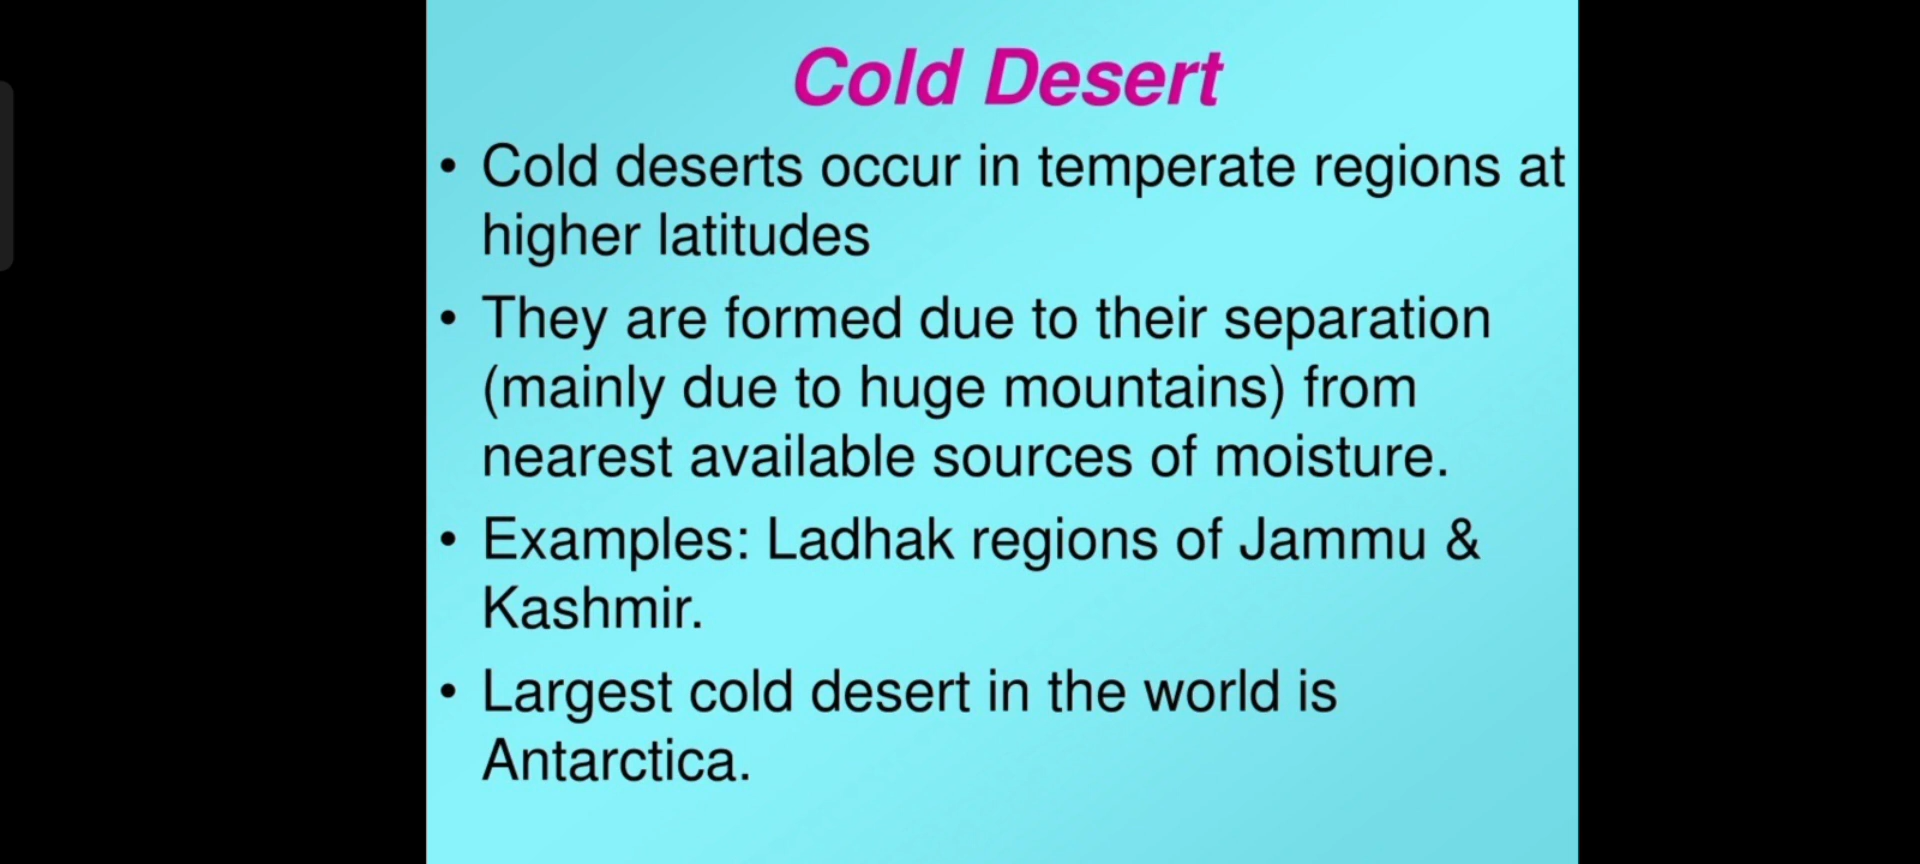 Cold Desert
• Cold deserts occur in temperate regions at
higher latitudes
• They are formed due to their separation
(mainly due to huge mountains) from
nearest available sources of moisture.
• Examples: Ladhak regions of Jammu &
Kashmir.
• Largest cold desert in the world is
Antarctica.